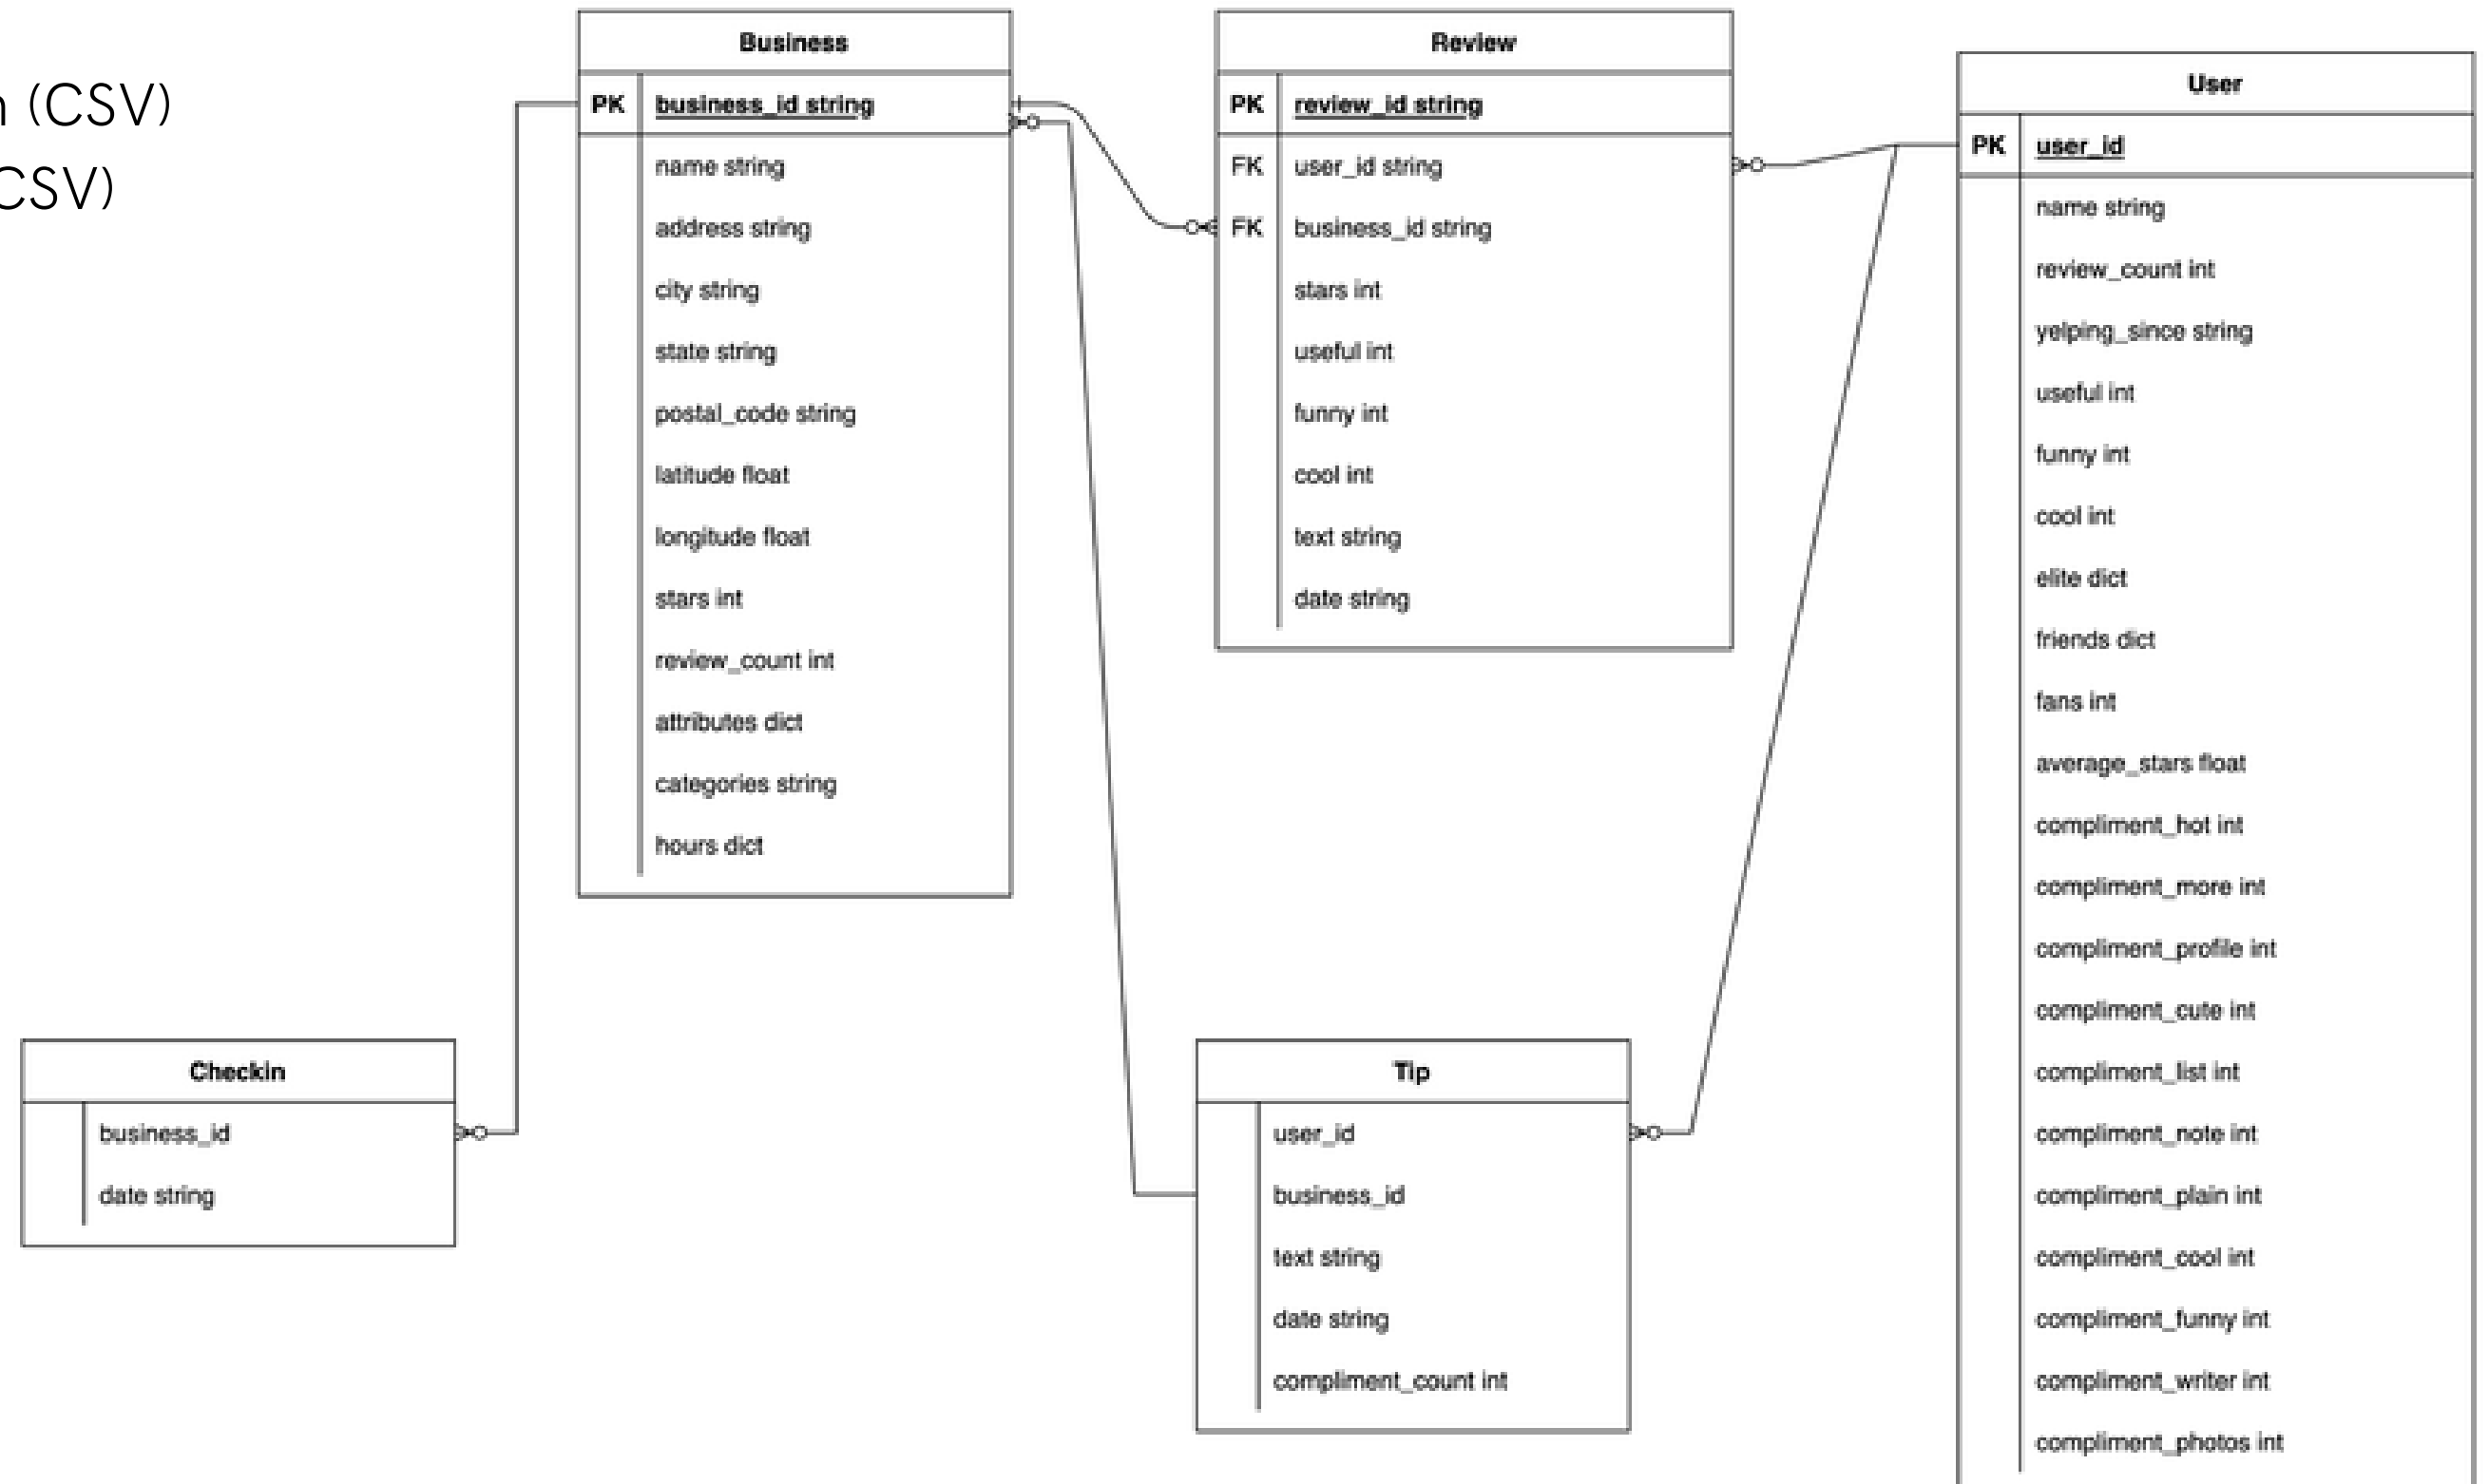 n (CSV)
CSV)
Business
PK business_id string
name string
address string
city string
state string
postal_code string
latitude float
longitude float
stars int
review_count int
attributes dict
categories string
hours dict
Review
PK review_id string
FK user_id string
FK business_id string
stars int
useful int
funny int
cool int
text string
date string
User
PK user_id
name string
review_count int
yelping_since string
useful int
funny int
cool int
elite dict
friends dict
fans int
average_stars float
compliment_hot int
compliment_more int
compliment_profile int
compliment_cute int
compliment_list int
compliment_note int
compliment_plain int
compliment_cool int
compliment_funny int
compliment_writer int
compliment_photos int
Checkin
business_id
date string
Tip
user_id
business_id
text string
date string
compliment_count int